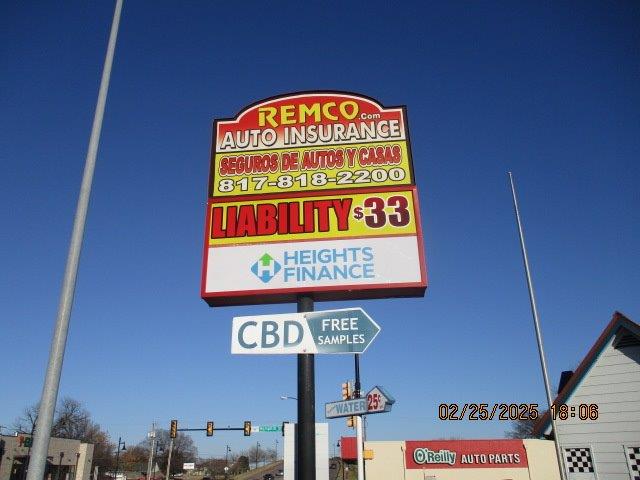 REMCO.Com
AUTO INSURANCE
SEGUROS DE AUTOS Y CASAS
817-818-2200
LIABILITY $33
HEIGHTS
FINANCE
CBD FREE
SAMPLES
WATER 25¢
O'Reilly AUTO PARTS
02/25/2025 18:06